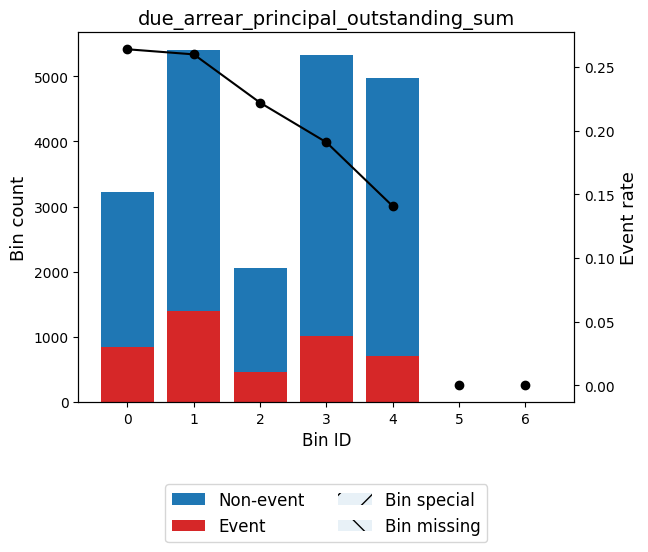 due_arrear_principal_outstanding_sum
Bin count
5000
4000
3000
2000
1000
0
0.25
0.20
0.15
0.10
0.05
0.00
Event rate
0 1 2 3 4 5 6
Bin ID
Non-event Bin special
Event Bin missing